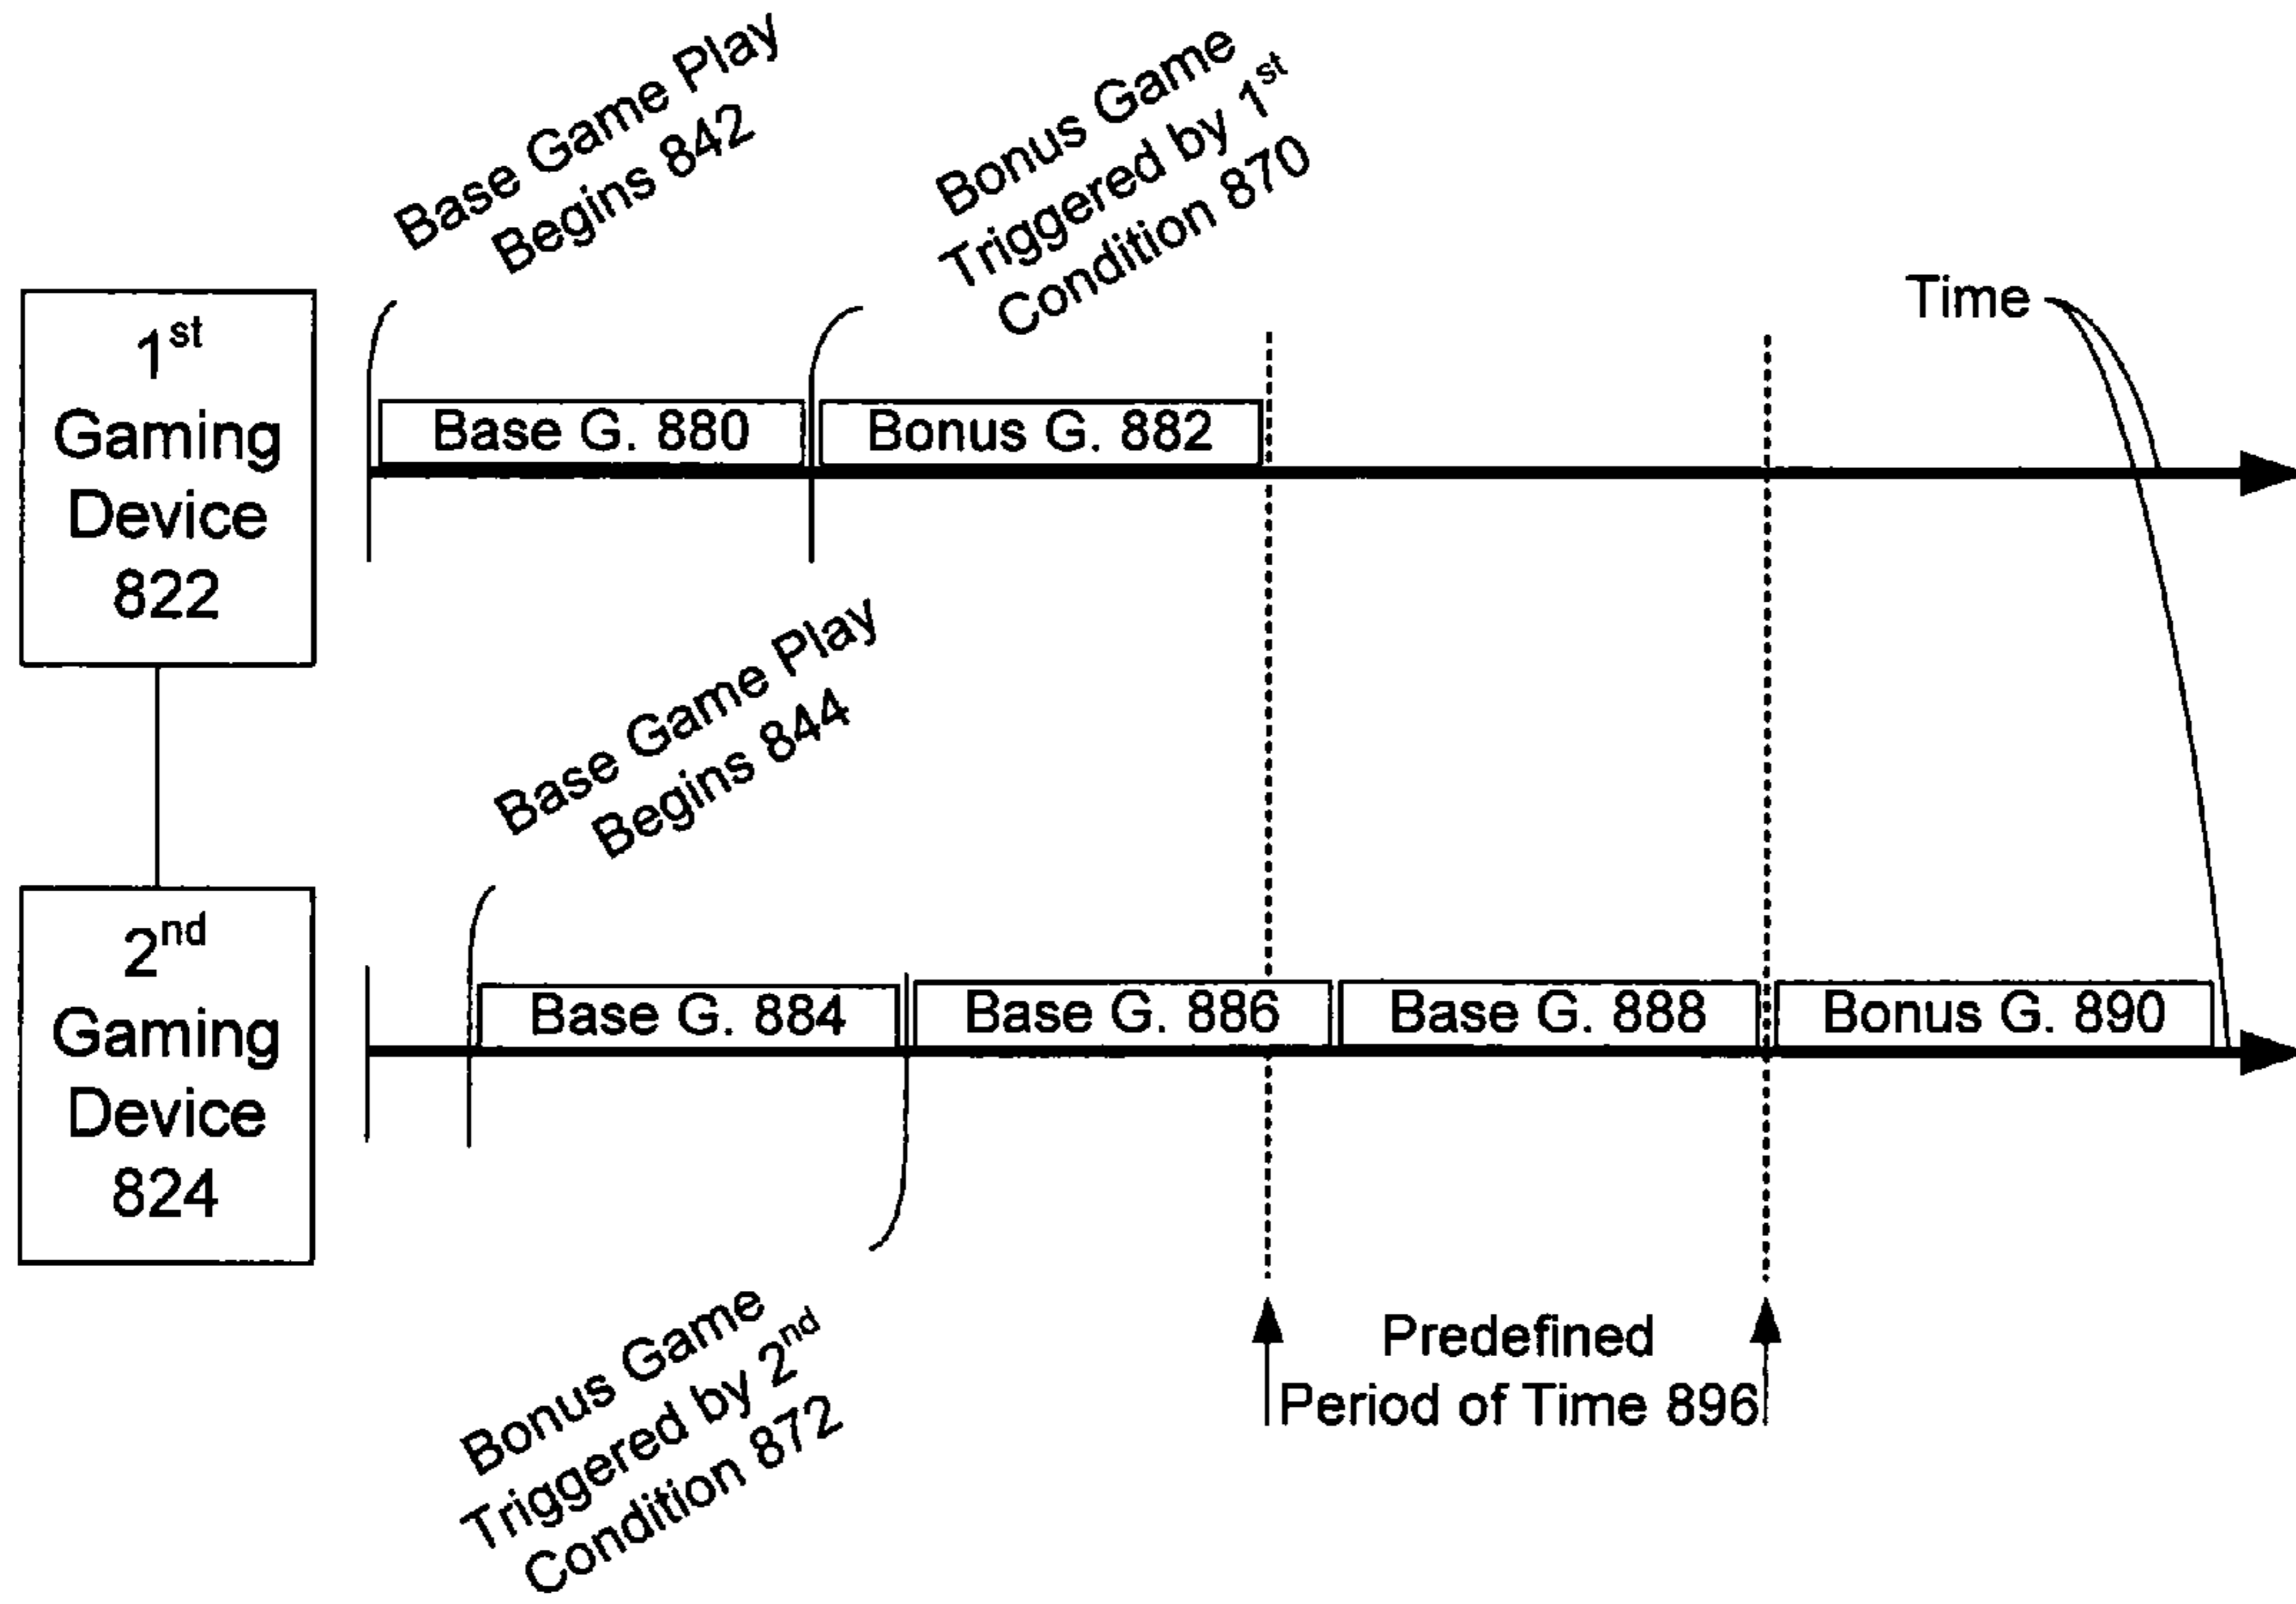 Base Game Play
Begins 842
Bonus Game
Triggered by 1st
Condition 870
Time
1st
Gaming
Device
822
Base G. 880
Bonus G. 882
Base Game Play
Begins 844
2nd
Gaming
Device
824
Base G. 884
Base G. 886
Base G. 888
Bonus G. 890
Bonus Game
Triggered by 2nd
Condition 872
Predefined
Period of Time 896